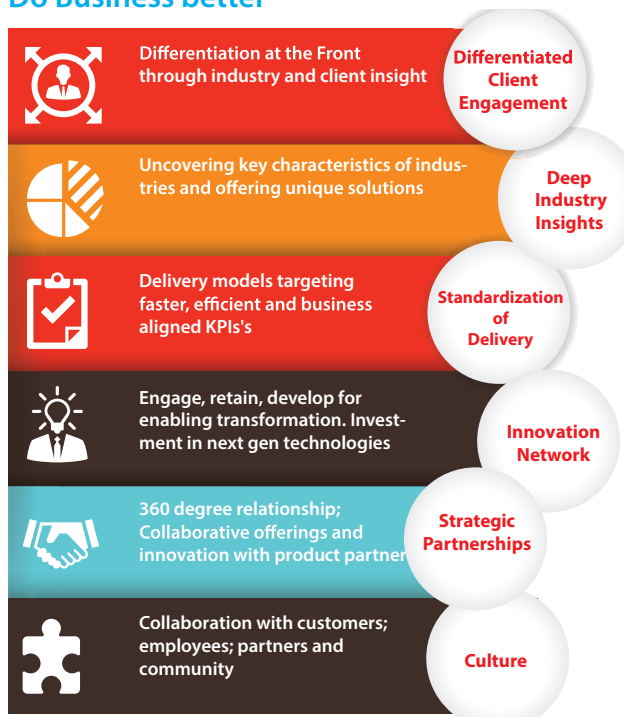 Do Business better
Differentiation at the Front
through industry and client insight
Differentiated
Client
Engagement
Uncovering key characteristics of indus-
tries and offering unique solutions
Deep
Industry
Insights
Delivery models targeting
faster, efficient and business
aligned KPIs's
Standardization
of
Delivery
Engage, retain, develop for
enabling transformation. Invest-
ment in next gen technologies
Innovation
Network
360 degree relationship;
Collaborative offerings and
innovation with product partner
Strategic
Partnerships
Collaboration with customers;
employees; partners and
community
Culture